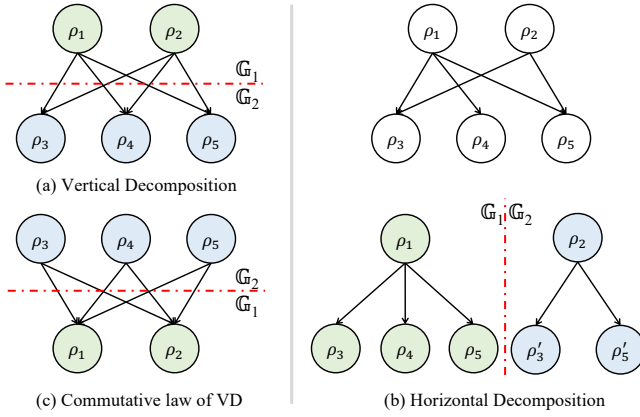 ρ₁ ρ₂
𝔾₁
𝔾₂
ρ₃ ρ₄ ρ₅
(a) Vertical Decomposition
ρ₃ ρ₄ ρ₅
𝔾₂
𝔾₁
ρ₁ ρ₂
(c) Commutative law of VD
ρ₁ ρ₂
ρ₃ ρ₄ ρ₅
𝔾₁ 𝔾₂
ρ₁ ρ₂
ρ₃ ρ₄ ρ₅ ρ₃′ ρ₅′
(b) Horizontal Decomposition